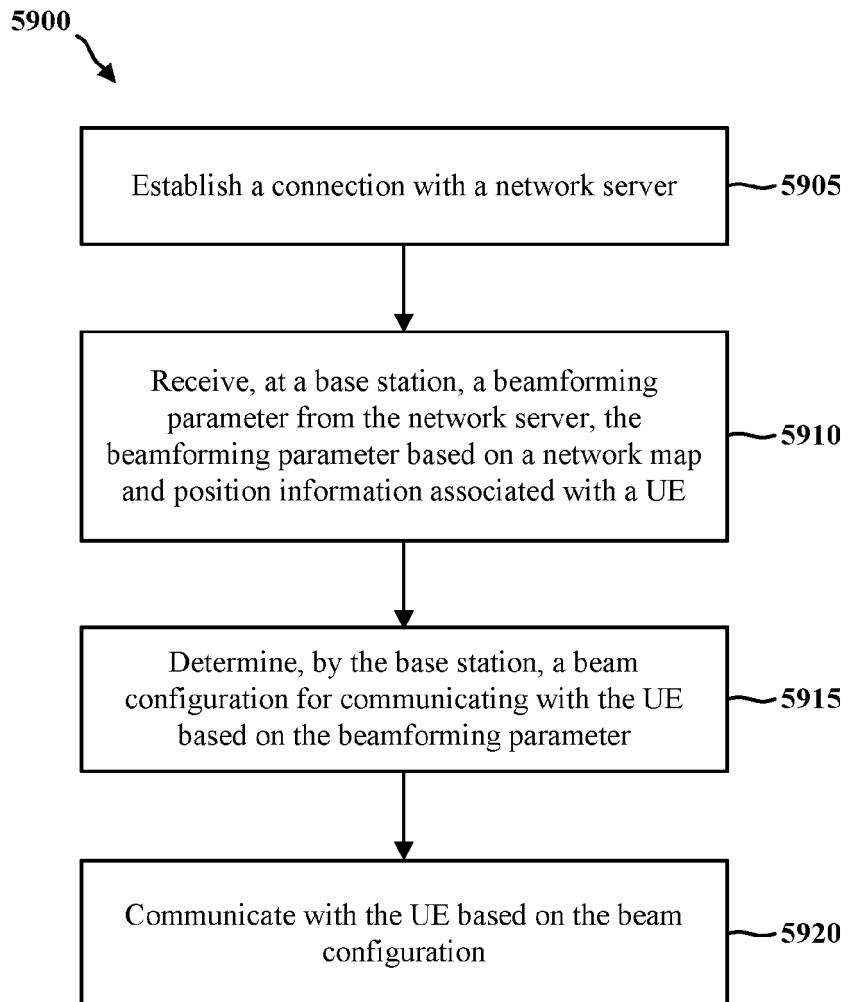 5900
Establish a connection with a network server
5905
Receive, at a base station, a beamforming
parameter from the network server, the
beamforming parameter based on a network map
and position information associated with a UE
5910
Determine, by the base station, a beam
configuration for communicating with the UE
based on the beamforming parameter
5915
Communicate with the UE based on the beam
configuration
5920